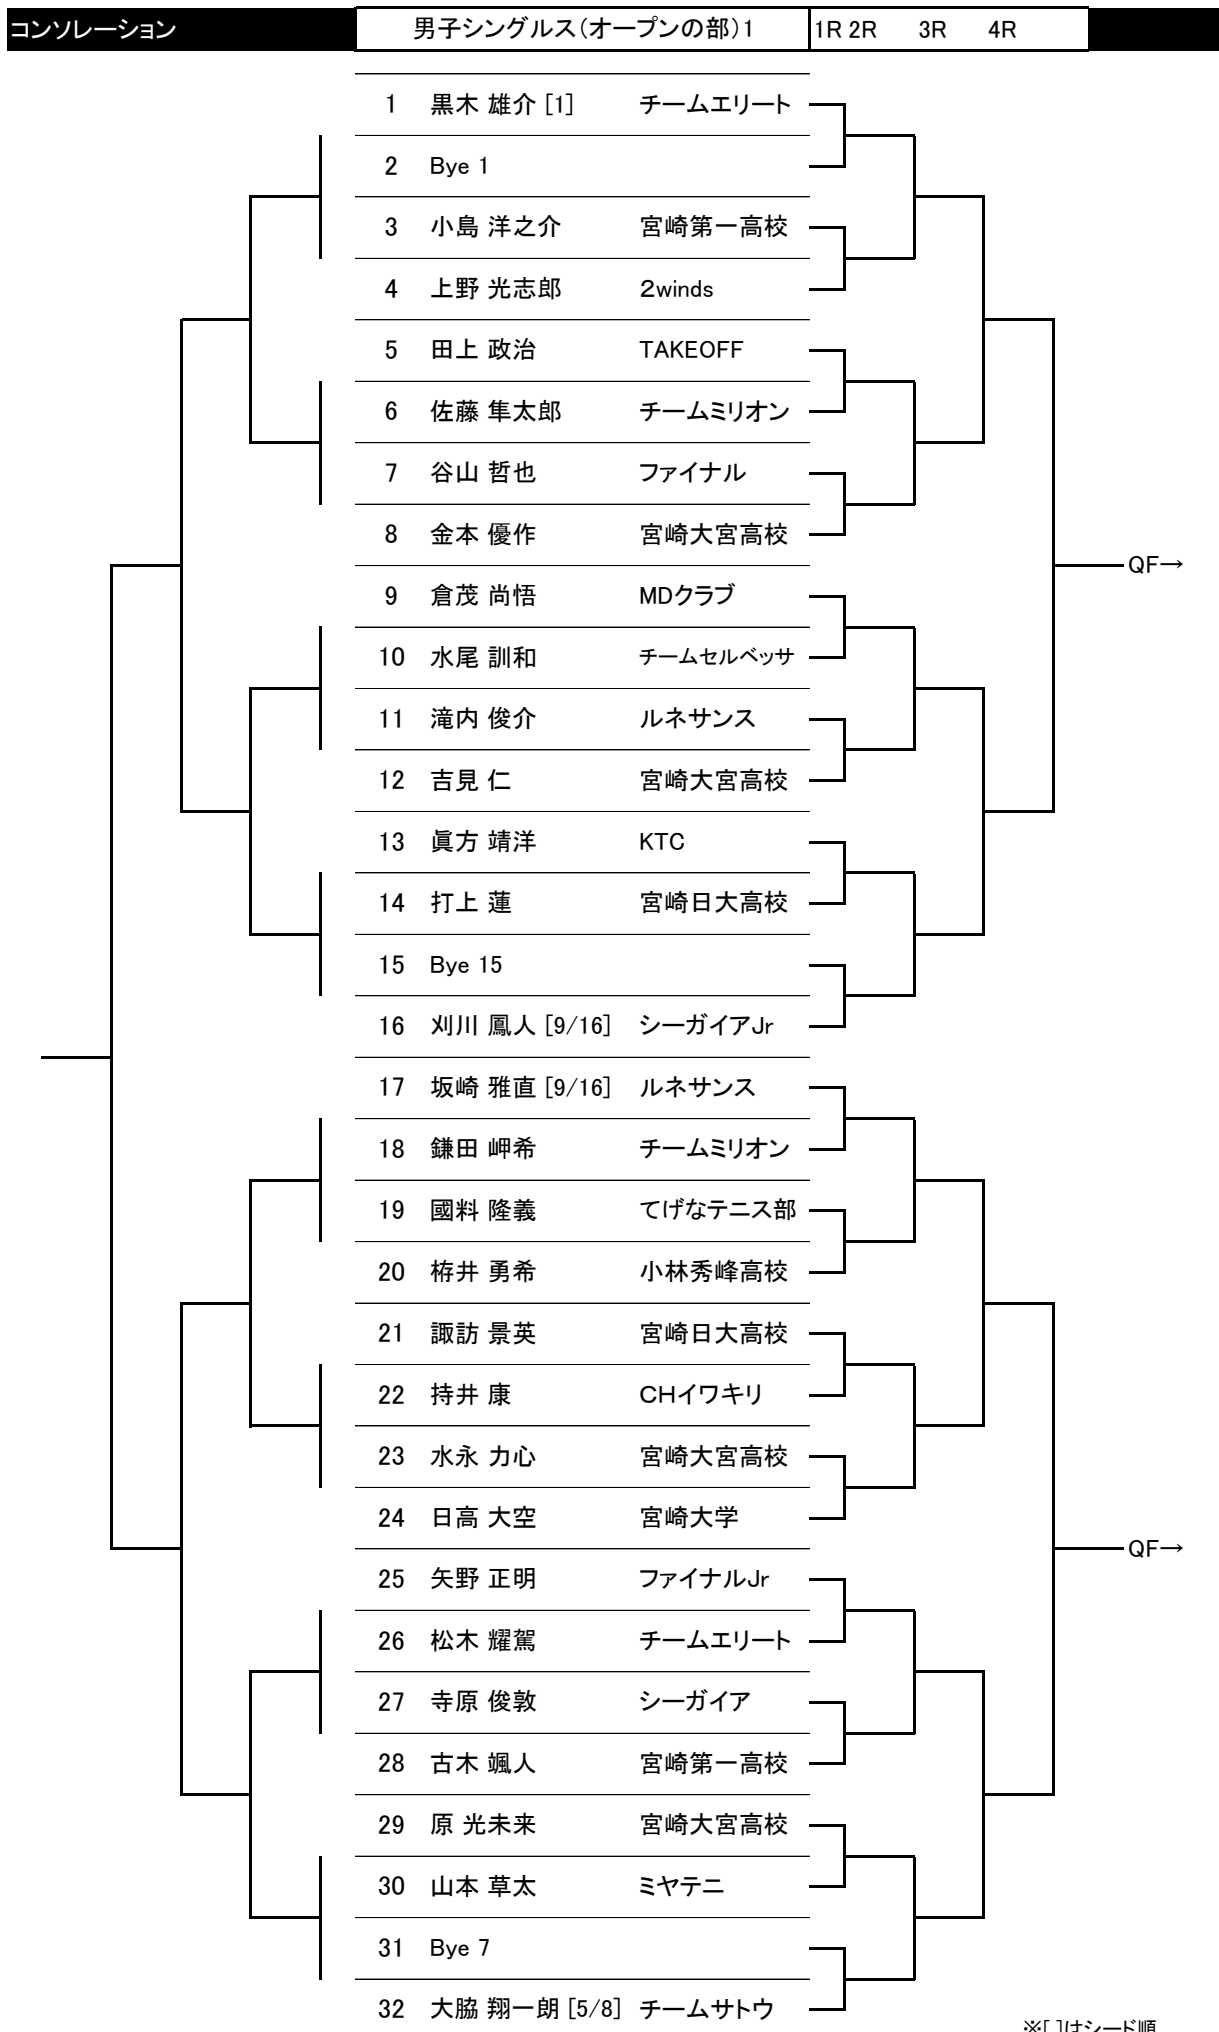 コンソレーション 男子シングルス（オープンの部）1 1R 2R 3R 4R
1 黒木 雄介 [1] チームエリート
2 Bye 1
3 小島 洋之介 宮崎第一高校
4 上野 光志郎 2winds
5 田上 政治 TAKEOFF
6 佐藤 隼太郎 チームミリオン
7 谷山 哲也 ファイナル
8 金本 優作 宮崎大宮高校
QF→
9 倉茂 尚悟 MDクラブ
10 水尾 訓和 チームセルベッサ
11 滝内 俊介 ルネサンス
12 吉見 仁 宮崎大宮高校
13 眞方 靖洋 KTC
14 打上 蓮 宮崎日大高校
15 Bye 15
16 刈川 鳳人 [9/16] シーガイアJr
17 坂崎 雅直 [9/16] ルネサンス
18 鎌田 岬希 チームミリオン
19 國料 隆義 てげなテニス部
20 栫井 勇希 小林秀峰高校
21 諏訪 景英 宮崎日大高校
22 持井 康 CHイワキリ
23 水永 力心 宮崎大宮高校
24 日高 大空 宮崎大学
QF→
25 矢野 正明 ファイナルJr
26 松木 耀駕 チームエリート
27 寺原 俊敦 シーガイア
28 古木 颯人 宮崎第一高校
29 原 光未来 宮崎大宮高校
30 山本 草太 ミヤテニ
31 Bye 7
32 大脇 翔一朗 [5/8] チームサトウ
※[ ]はシード順